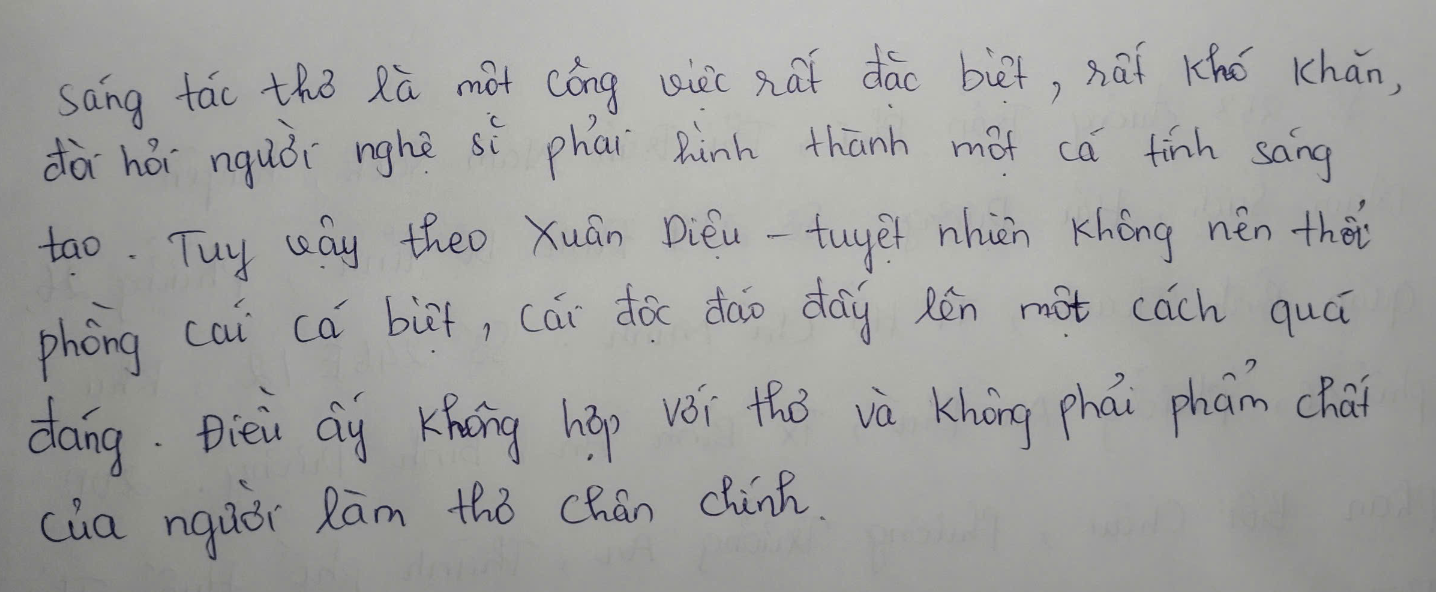 Sáng tác thơ là một công việc rất đặc biệt, rất khó khăn,
đòi hỏi người nghệ sĩ phải hình thành một cá tính sáng
tạo. Tuy vậy theo Xuân Diệu - tuyệt nhiên không nên thổi
phồng cái cá biệt, cái độc đáo đấy lên một cách quá
đáng. Điều ấy không hợp với thơ và không phải phẩm chất
của người làm thơ chân chính.